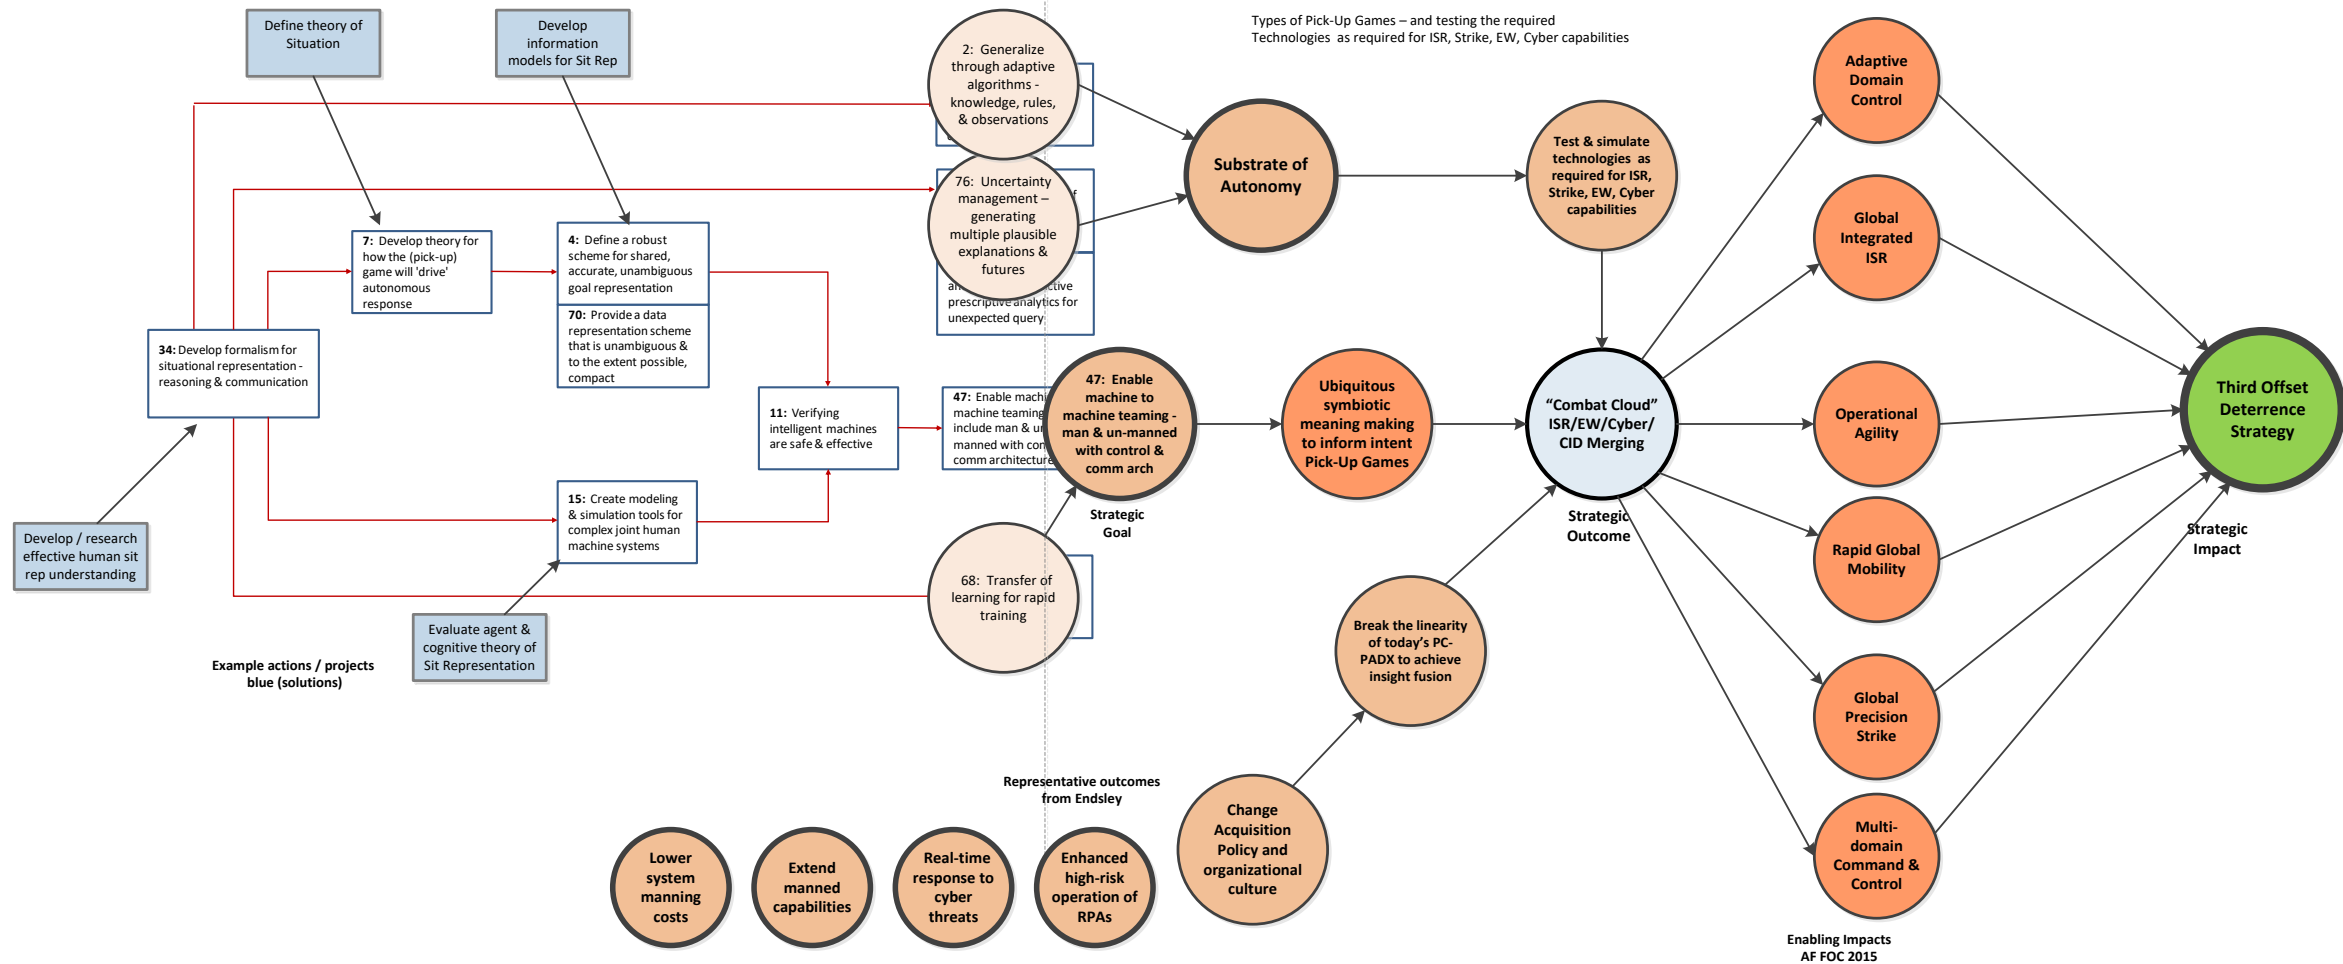 Define theory of
Situation
Develop
information
models for Sit Rep
2: Generalize
through adaptive
algorithms -
knowledge, rules,
& observations
Types of Pick-Up Games – and testing the required
Technologies as required for ISR, Strike, EW, Cyber capabilities
Adaptive
Domain
Control
Substrate of
Autonomy
Test & simulate
technologies as
required for ISR,
Strike, EW, Cyber
capabilities
76: Uncertainty
management –
generating
multiple plausible
explanations &
futures
prescriptive analytics for
unexpected query
Global
Integrated
ISR
7: Develop theory for
how the (pick-up)
game will 'drive'
autonomous
response
4: Define a robust
scheme for shared,
accurate, unambiguous
goal representation
70: Provide a data
representation scheme
that is unambiguous &
to the extent possible,
compact
34: Develop formalism for
situational representation -
reasoning & communication
11: Verifying
intelligent machines
are safe & effective
47: Enable
machine teaming
include man &
manned with
comm architecture
47: Enable
machine to
machine teaming -
man & un-manned
with control &
comm arch
Strategic
Goal
Ubiquitous
symbiotic
meaning making
to inform intent
Pick-Up Games
“Combat Cloud”
ISR/EW/Cyber/
CID Merging
Strategic
Outcome
Operational
Agility
Third Offset
Deterrence
Strategy
Strategic
Impact
15: Create modeling
& simulation tools for
complex joint human
machine systems
Develop / research
effective human sit
rep understanding
Rapid Global
Mobility
68: Transfer of
learning for rapid
training
Evaluate agent &
cognitive theory of
Sit Representation
Break the linearity
of today’s PC-
PADX to achieve
insight fusion
Example actions / projects
blue (solutions)
Global
Precision
Strike
Representative outcomes
from Endsley
Change
Acquisition
Policy and
organizational
culture
Lower
system
manning
costs
Extend
manned
capabilities
Real-time
response to
cyber
threats
Enhanced
high-risk
operation of
RPAs
Multi-
domain
Command &
Control
Enabling Impacts
AF FOC 2015